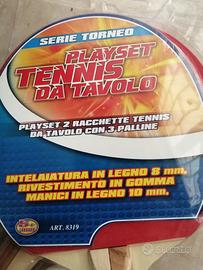 SERIE TORNEO
PLAYSET
TENNIS
DA TAVOLO
PLAYSET 2 RACCHETTE TENNIS
DA TAVOLO CON 3 PALLINE
INTELAIATURA IN LEGNO 8 mm.
RIVESTIMENTO IN GOMMA
MANICI IN LEGNO 10 mm.
ART. 8319
subito